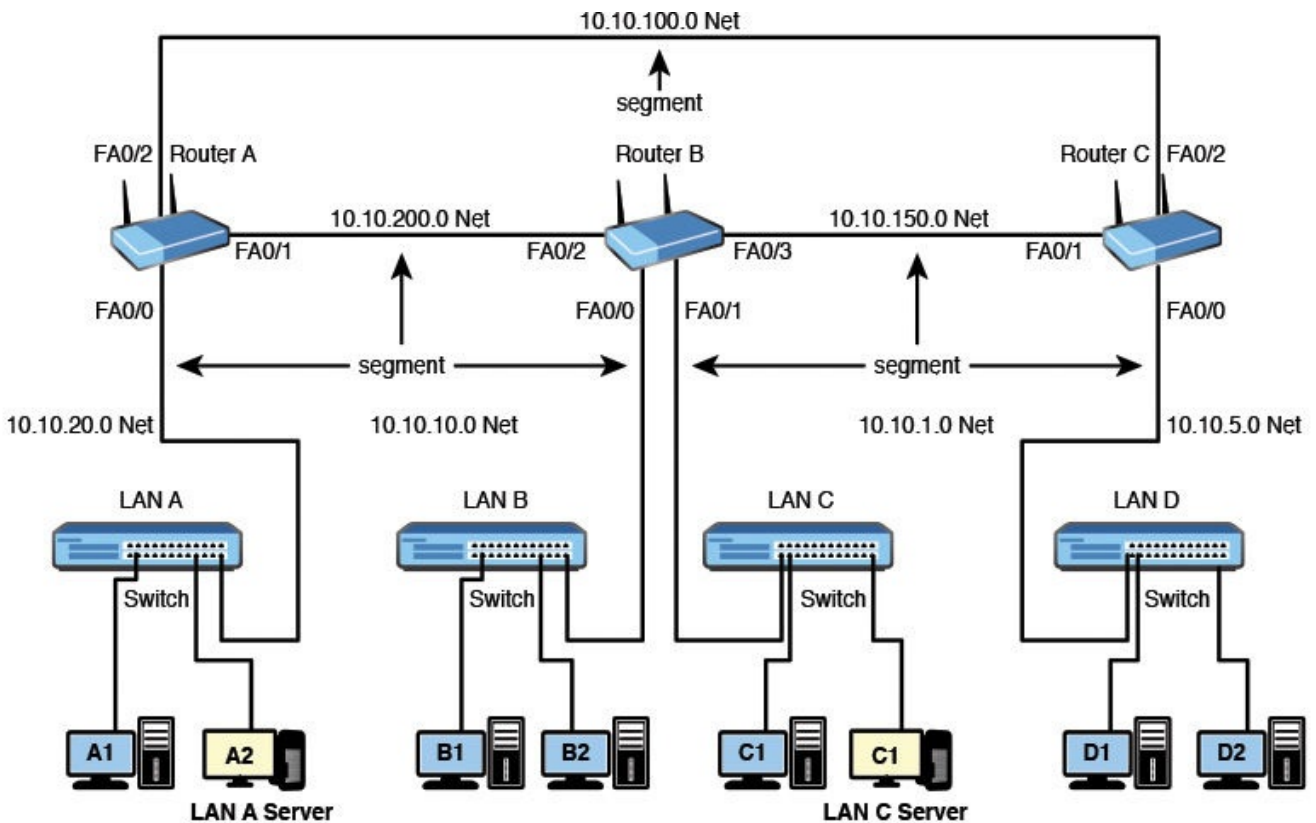 10.10.100.0 Net
segment
FA0/2 Router A
Router B
Router C FA0/2
10.10.200.0 Net
10.10.150.0 Net
FA0/1
FA0/2
FA0/3
FA0/1
FA0/0
FA0/0
FA0/1
FA0/0
segment
segment
10.10.20.0 Net
10.10.10.0 Net
10.10.1.0 Net
10.10.5.0 Net
LAN A
LAN B
LAN C
LAN D
Switch
Switch
Switch
Switch
A1
A2
B1
B2
C1
C1
D1
D2
LAN A Server
LAN C Server